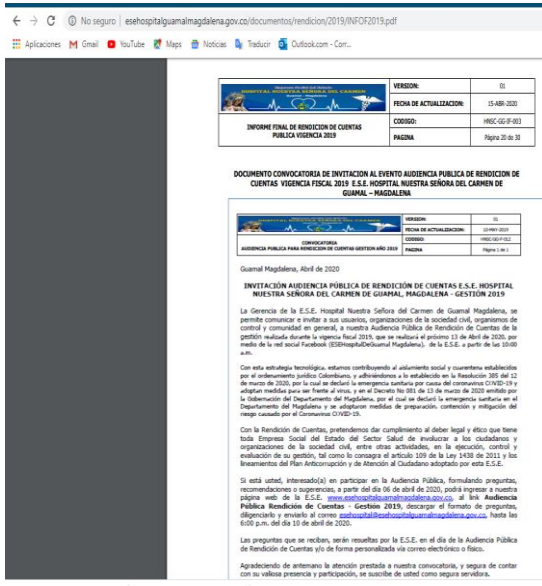 No seguro | esehospitalguamalmagdalena.gov.co/documentos/rendicion/2019/INFOF2019.pdf
Aplicaciones Gmail YouTube Maps Noticias Traducir Outlook.com - Corr...
HOSPITAL NUESTRA SEÑORA DEL CARMEN
VERSION: 01
FECHA DE ACTUALIZACION: 15-ABR-2020
INFORME FINAL DE RENDICION DE CUENTAS
PUBLICA VIGENCIA 2019
CODIGO: HNSC-GG-IF-003
PAGINA Página 20 de 30
DOCUMENTO CONVOCATORIA DE INVITACION AL EVENTO AUDIENCIA PUBLICA DE RENDICION DE
CUENTAS VIGENCIA FISCAL 2019 E.S.E. HOSPITAL NUESTRA SEÑORA DEL CARMEN DE
GUAMAL – MAGDALENA
HOSPITAL NUESTRA SEÑORA DEL CARMEN
VERSION: 01
FECHA DE ACTUALIZACION:
CONVOCATORIA
AUDIENCIA PUBLICA PARA RENDICION DE CUENTAS GESTION AÑO 2019
CODIGO:
PAGINA Página 1 de 1
Guamal Magdalena, Abril de 2020
INVITACIÓN AUDIENCIA PÚBLICA DE RENDICIÓN DE CUENTAS E.S.E. HOSPITAL
NUESTRA SEÑORA DEL CARMEN DE GUAMAL, MAGDALENA - GESTIÓN 2019
La Gerencia de la E.S.E. Hospital Nuestra Señora del Carmen de Guamal Magdalena, se
permite comunicar e invitar a sus usuarios, organizaciones de la sociedad civil, organismos de
control y comunidad en general, a nuestra Audiencia Pública de Rendición de Cuentas de la
gestión realizada durante la vigencia fiscal 2019, que se realizará el próximo 13 de Abril de 2020, por
medio de la red social Facebook (ESEHospitalDeGuamal Magdalena). de la E.S.E. a partir de las 10:00
a.m.
Con esta estrategia tecnológica, estamos contribuyendo al aislamiento social y cuarentena establecidos
por el ordenamiento jurídico Colombiano, y adhiriéndonos a lo establecido en la Resolución 385 del 12
de marzo de 2020, por la cual se declaró la emergencia sanitaria por causa del coronavirus COVID-19 y
adoptan medidas para ser frente al virus, y en el Decreto No 081 de 13 de marzo de 2020 emitido por
la Gobernación del Departamento del Magdalena, por el cual se declaró la emergencia sanitaria en el
Departamento del Magdalena y se adoptaron medidas de preparación, contención y mitigación del
riesgo causado por el Coronavirus COVID-19.
Con la Rendición de Cuentas, pretendemos dar cumplimiento al deber legal y ético que tiene
toda Empresa Social del Estado del Sector Salud de involucrar a los ciudadanos y
organizaciones de la sociedad civil, entre otras actividades, en la ejecución, control y
evaluación de su gestión, tal como lo consagra el artículo 109 de la Ley 1438 de 2011 y los
lineamientos del Plan Anticorrupción y de Atención al Ciudadano adoptado por esta E.S.E.
Si está usted, interesado(a) en participar en la Audiencia Pública, formulando preguntas,
recomendaciones o sugerencias, a partir del día 06 de abril de 2020, podrá ingresar a nuestra
página web de la E.S.E. www.esehospitalguamalmagdalena.gov.co, al link Audiencia
Pública Rendición de Cuentas - Gestión 2019, descargar el formato de preguntas,
diligenciarlo y enviarlo al correo esehospital@esehospitalguamalmagdalena.gov.co, hasta las
6:00 p.m. del día 10 de abril de 2020.
Las preguntas que se reciban, serán resueltas por la E.S.E. en el día de la Audiencia Pública
de Rendición de Cuentas y/o de forma personalizada vía correo electrónico o físico.
Agradeciendo de antemano la atención prestada a nuestra convocatoria, y segura de contar
con su valiosa presencia y participación, se suscribe de usted como segura servidora.